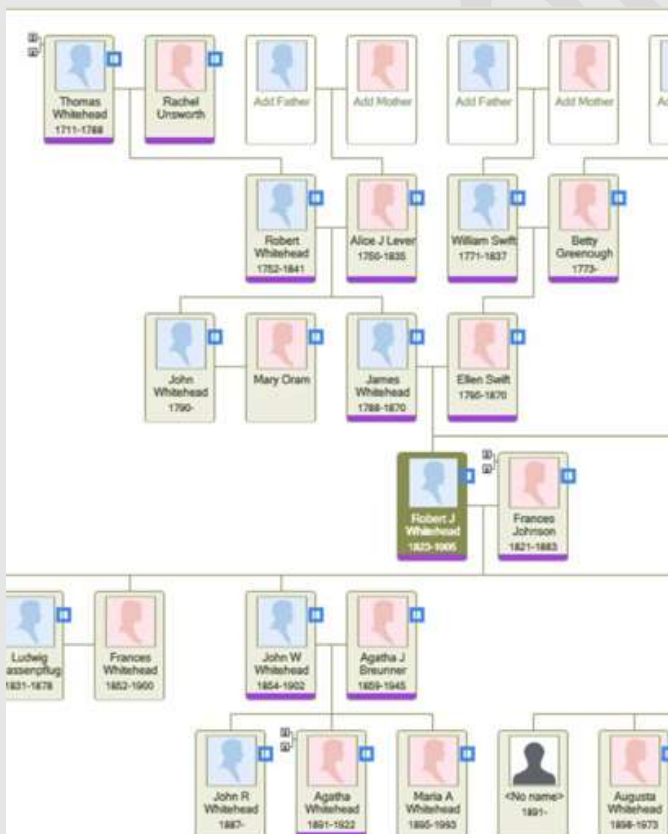 Thomas
Whitehead
1711-1788
Rachel
Unsworth
Add Father
Add Mother
Add Father
Add Mother
Robert
Whitehead
1752-1841
Alice J Lever
1756-1835
William Swift
1771-1837
Betty
Greenough
1773-
John
Whitehead
1790-
Mary Oram
James
Whitehead
1788-1870
Ellen Swift
1795-1870
Robert J
Whitehead
1823-1905
Frances
Johnson
1821-1883
Ludwig
assenpflug
1831-1878
Frances
Whitehead
1852-1900
John W
Whitehead
1854-1902
Agatha J
Breunner
1859-1945
John R
Whitehead
1887-
Agatha
Whitehead
1891-1922
Maria A
Whitehead
1895-1993
<No name>
1891-
Augusta
Whitehead
1898-1973